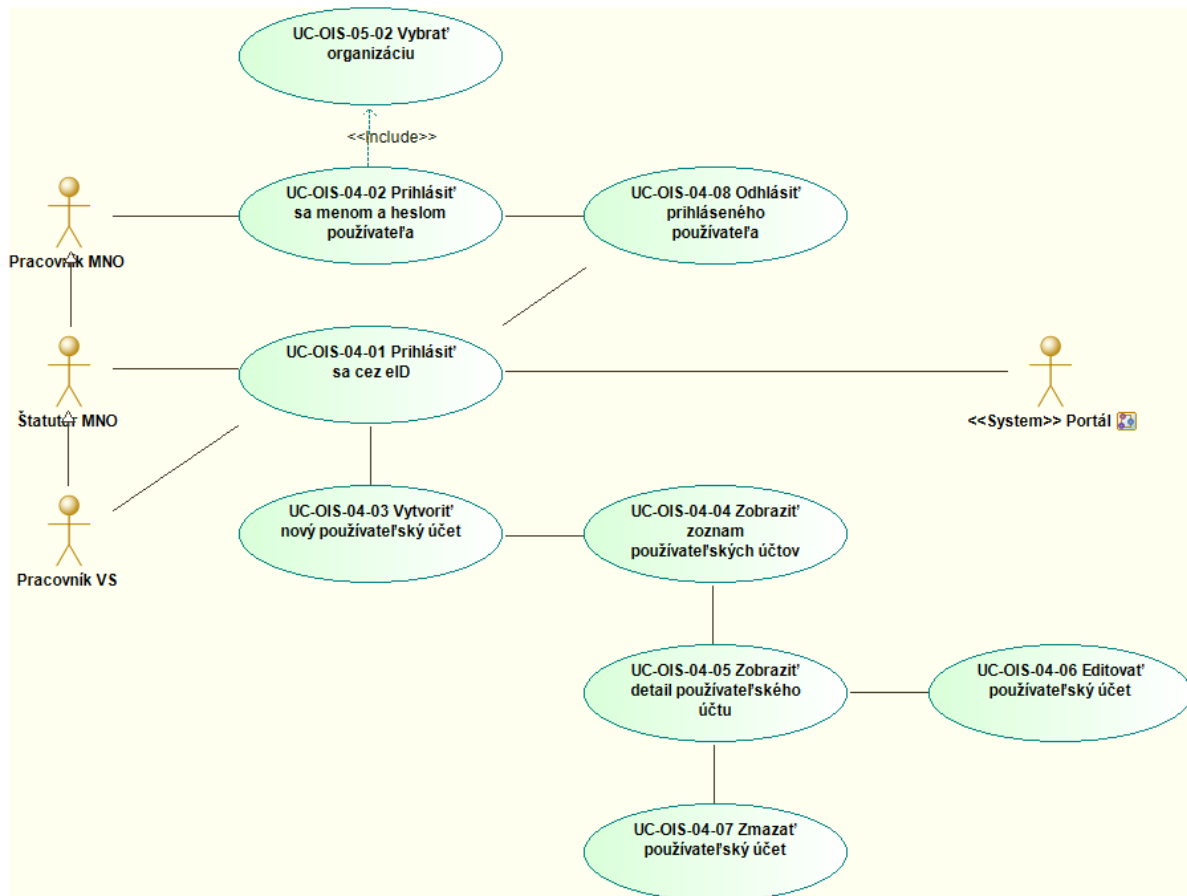 UC-OIS-05-02 Vybrať
organizáciu
<<Include>>
UC-OIS-04-02 Prihlásiť
sa menom a heslom
používateľa
UC-OIS-04-08 Odhlásiť
prihláseného
používateľa
Pracovník MNO
UC-OIS-04-01 Prihlásiť
sa cez eID
Štatutár MNO
<<System>> Portál
UC-OIS-04-03 Vytvoriť
nový používateľský účet
UC-OIS-04-04 Zobraziť
zoznam
používateľských účtov
Pracovník VS
UC-OIS-04-05 Zobraziť
detail používateľského
účtu
UC-OIS-04-06 Editovať
používateľský účet
UC-OIS-04-07 Zmazať
používateľský účet